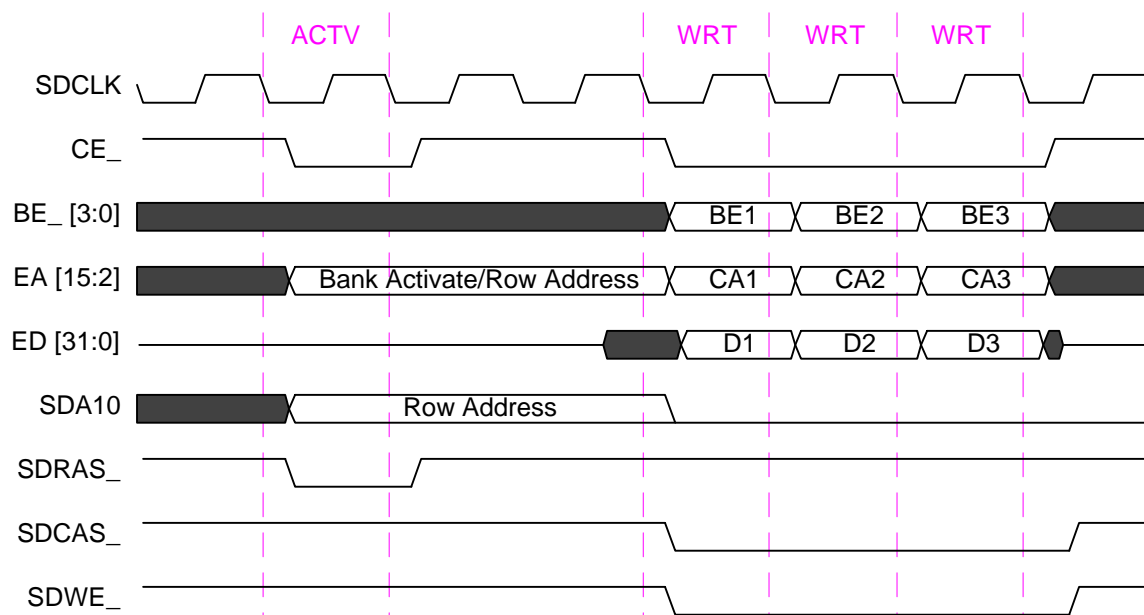 ACTV WRT WRT WRT
SDCLK
CE_
BE_ [3:0] BE1 BE2 BE3
EA [15:2] Bank Activate/Row Address CA1 CA2 CA3
ED [31:0] D1 D2 D3
SDA10 Row Address
SDRAS_
SDCAS_
SDWE_